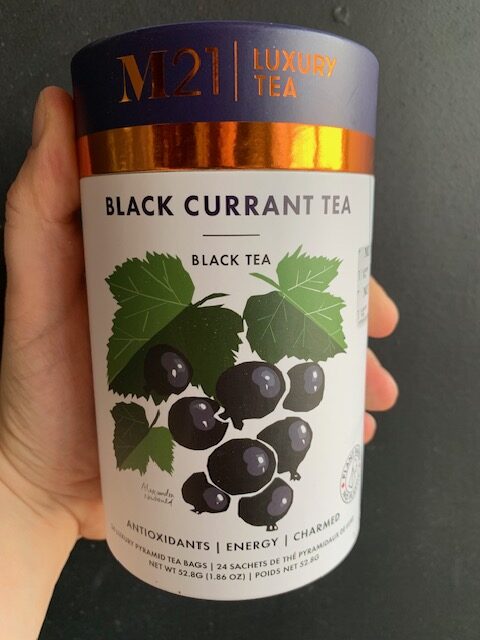 M21 | LUXURY
TEA
BLACK CURRANT TEA
BLACK TEA
ANTIOXIDANTS | ENERGY | CHARMED
LUXURY PYRAMID TEA BAGS | 24 SACHETS DE THÉ PYRAMIDAUX DE
NET WT 52.8G (1.86 OZ) | POIDS NET 52.8G